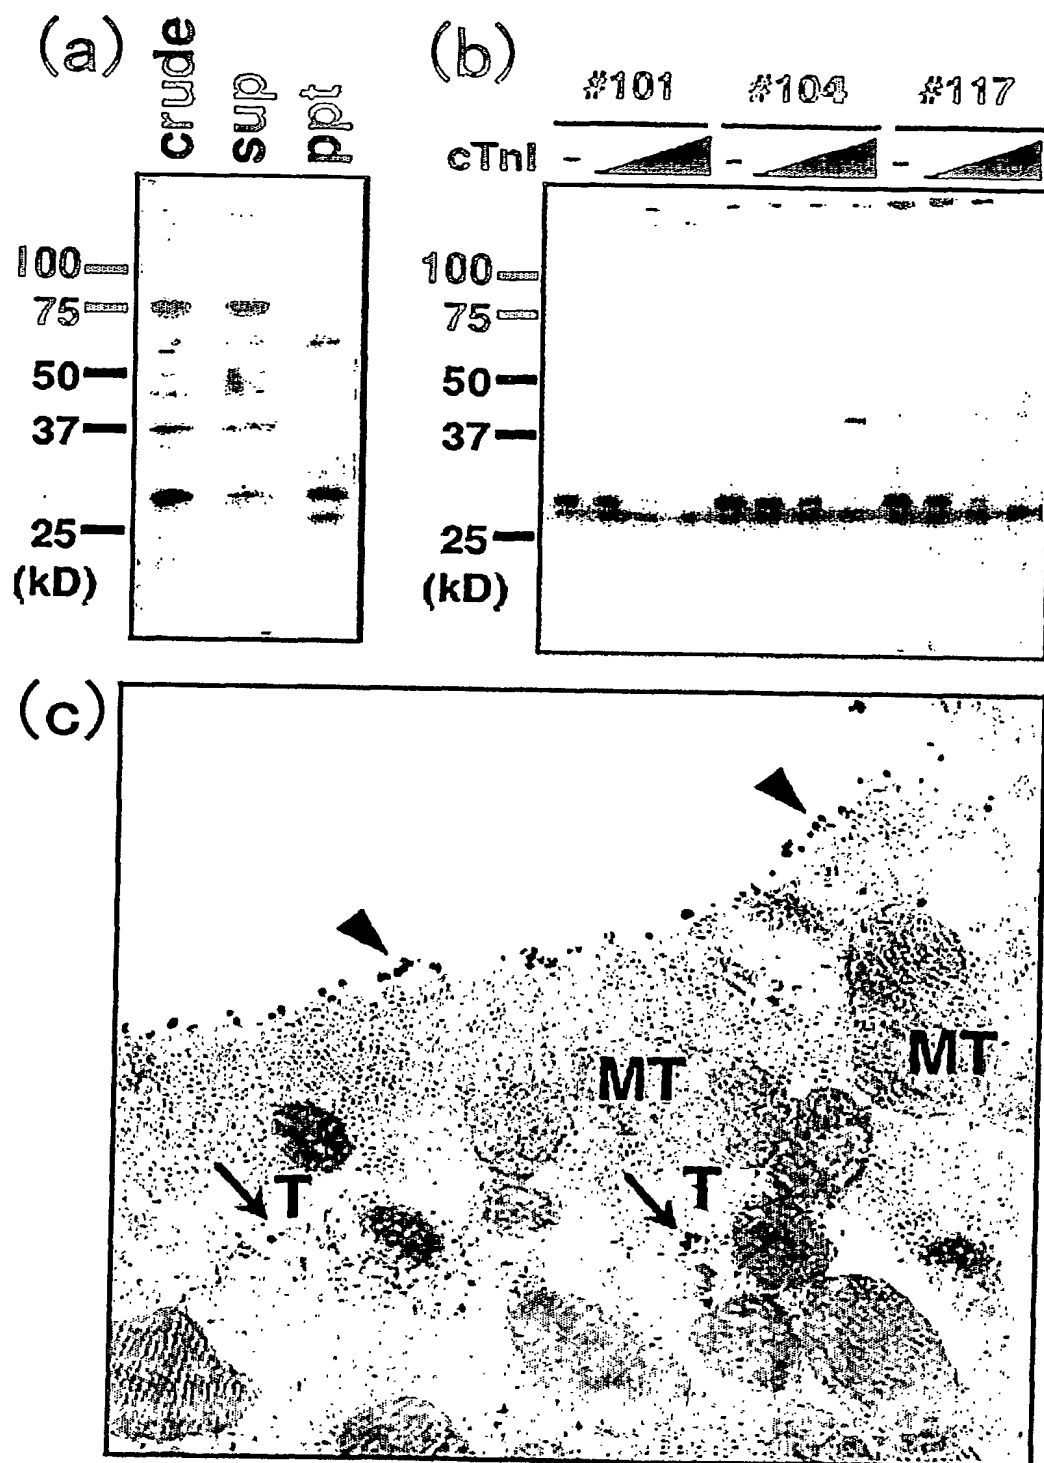 (a)
crude
sup
ppt
100
75
50
37
25
(kD)
(b)
#101 #104 #117
cTnI - - -
100
75
50
37
25
(kD)
(c)
MT
MT
T
T